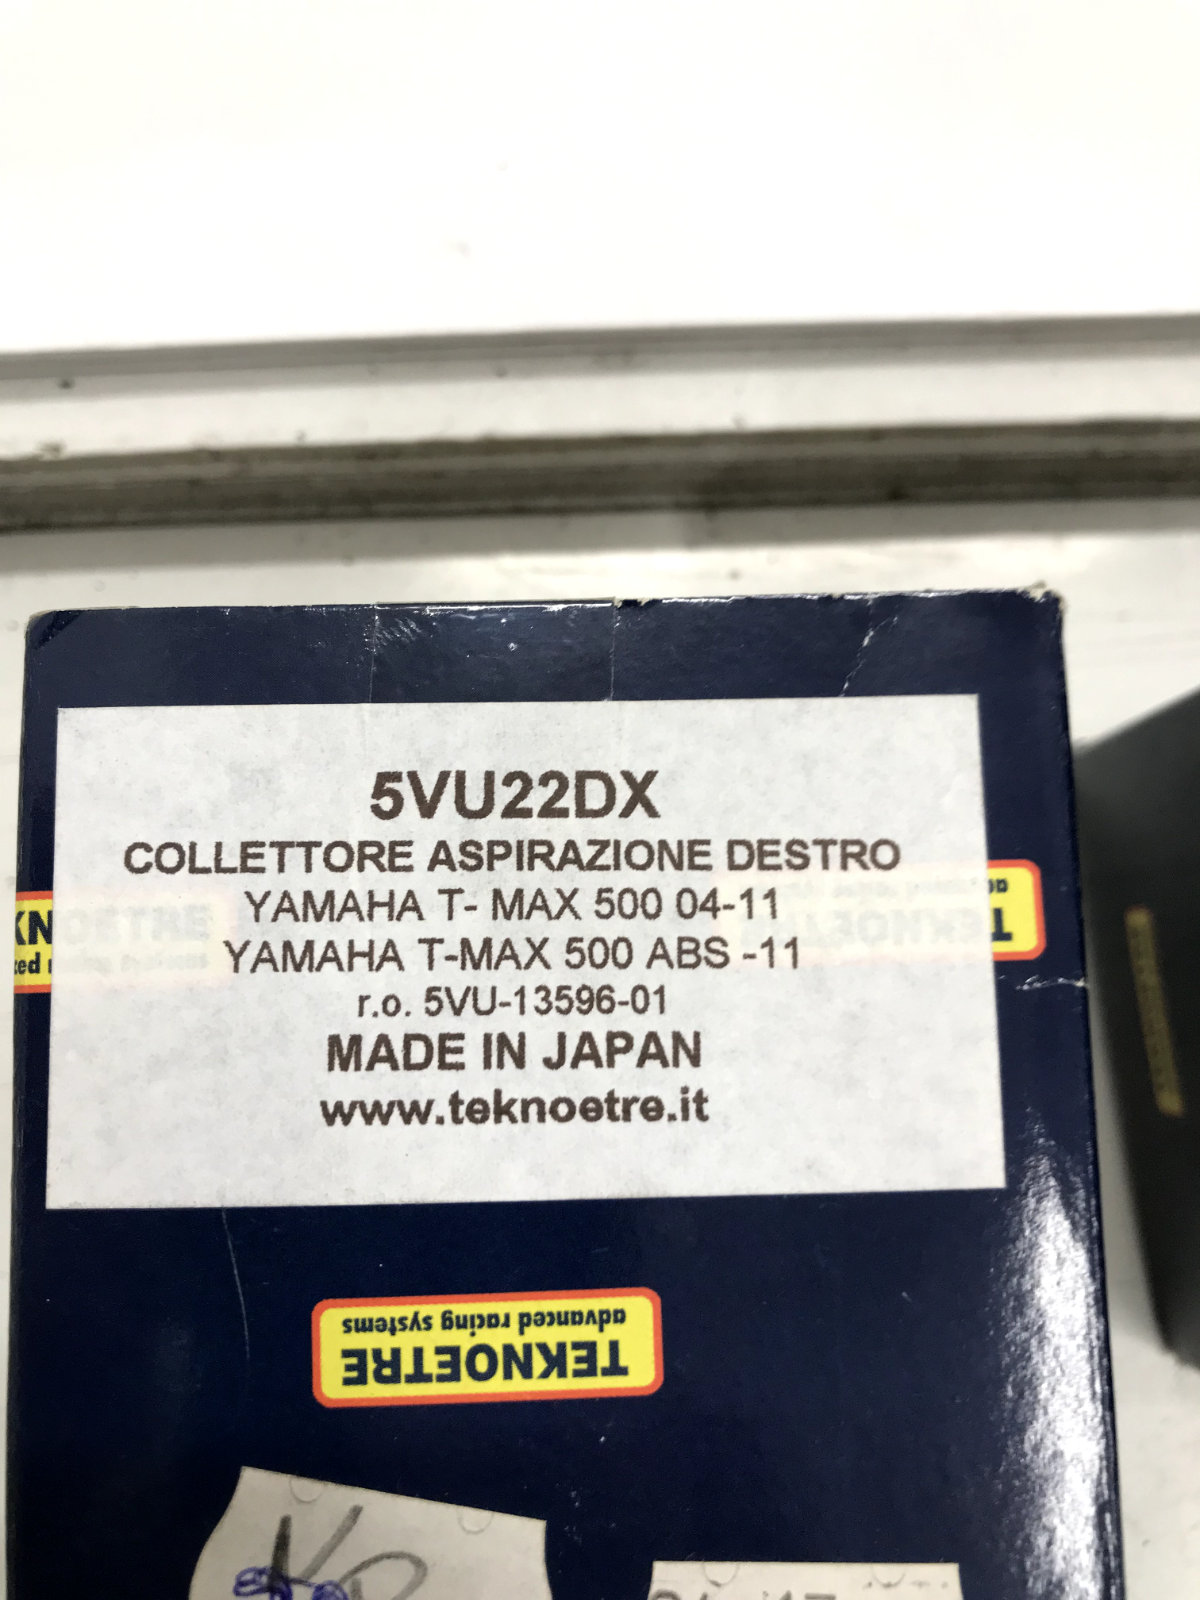 5VU22DX
COLLETTORE ASPIRAZIONE DESTRO
YAMAHA T- MAX 500 04-11
YAMAHA T-MAX 500 ABS -11
r.o. 5VU-13596-01
MADE IN JAPAN
www.teknoetre.it
TEKNOETRE
advanced racing systems